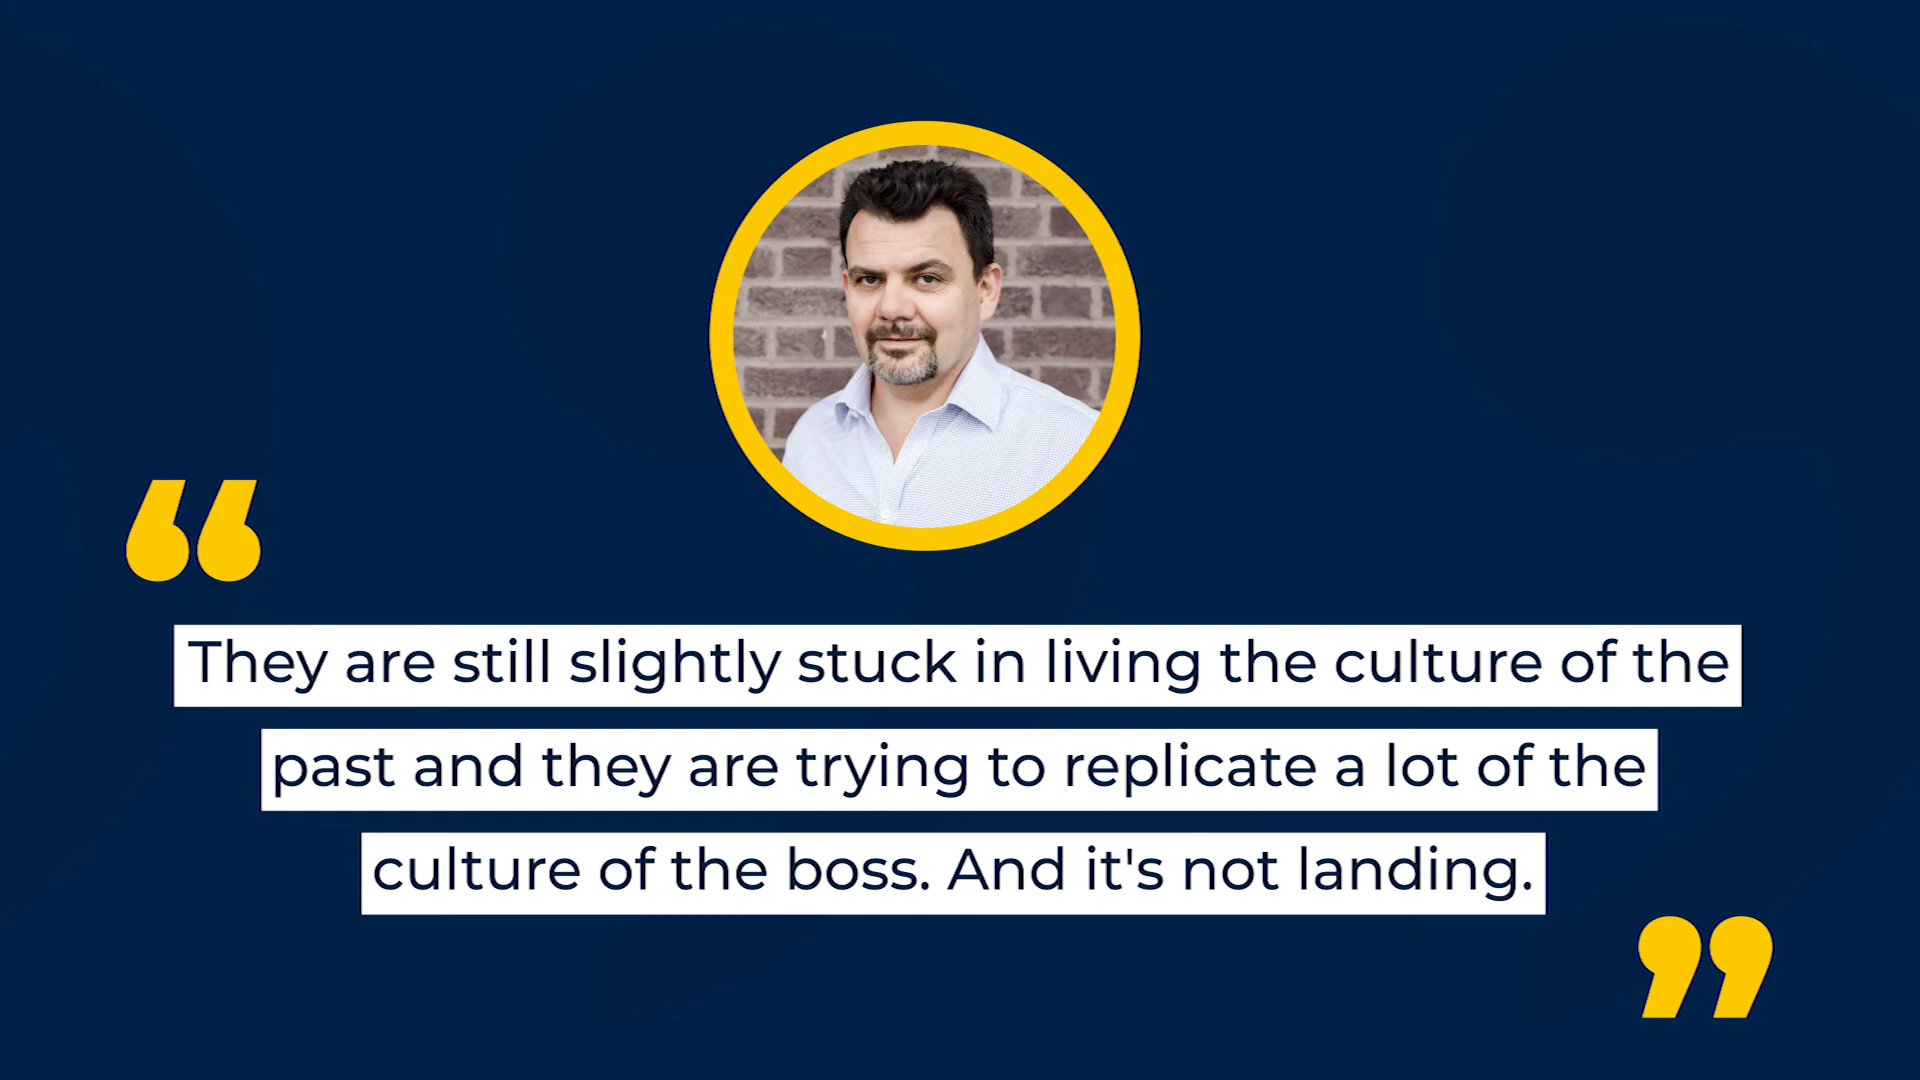 They are still slightly stuck in living the culture of the
past and they are trying to replicate a lot of the
culture of the boss. And it's not landing.